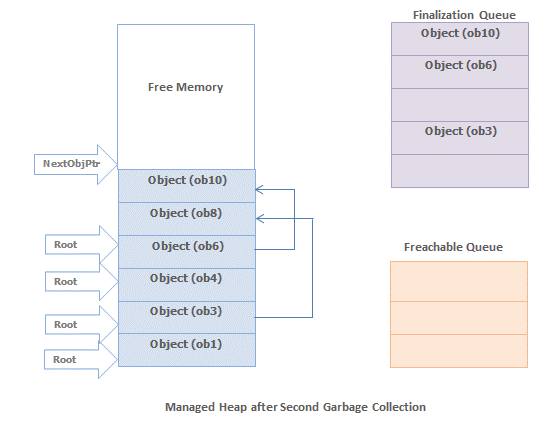 Finalization Queue
Object (ob10)
Object (ob6)
Object (ob3)
Free Memory
NextObjPtr
Object (ob10)
Object (ob8)
Root
Object (ob6)
Root
Object (ob4)
Root
Object (ob3)
Root
Object (ob1)
Freachable Queue
Managed Heap after Second Garbage Collection